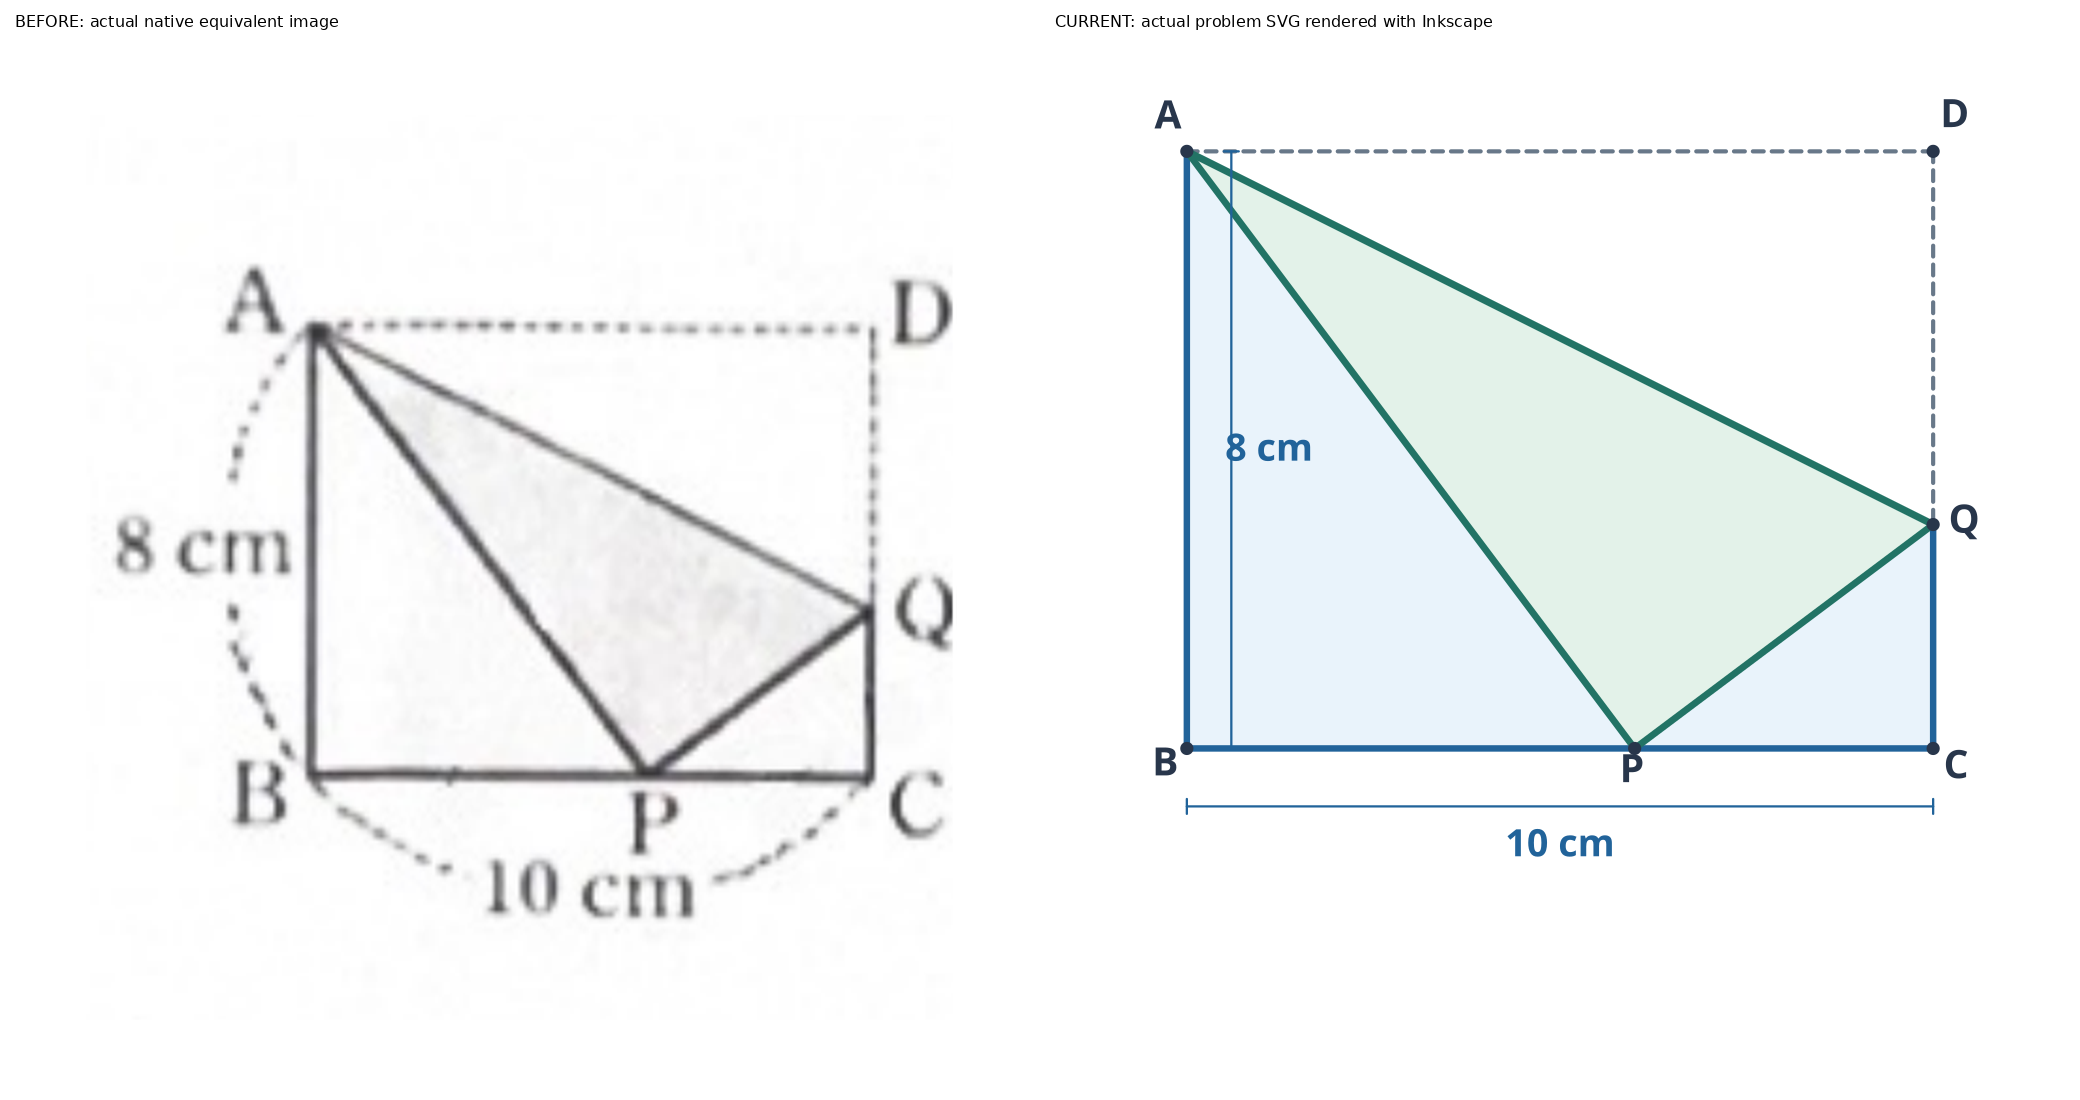 BEFORE: actual native equivalent image
A
D
8 cm
Q
B
P
C
10 cm
CURRENT: actual problem SVG rendered with Inkscape
A
D
8 cm
Q
B
P
C
10 cm